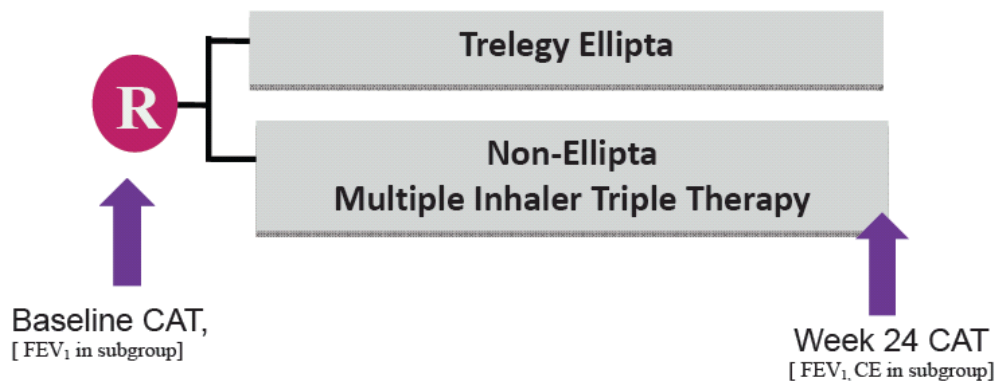 Trelegy Ellipta
R
Non-Ellipta
Multiple Inhaler Triple Therapy
Baseline CAT,
[ FEV₁ in subgroup]
Week 24 CAT
[ FEV₁, CE in subgroup]